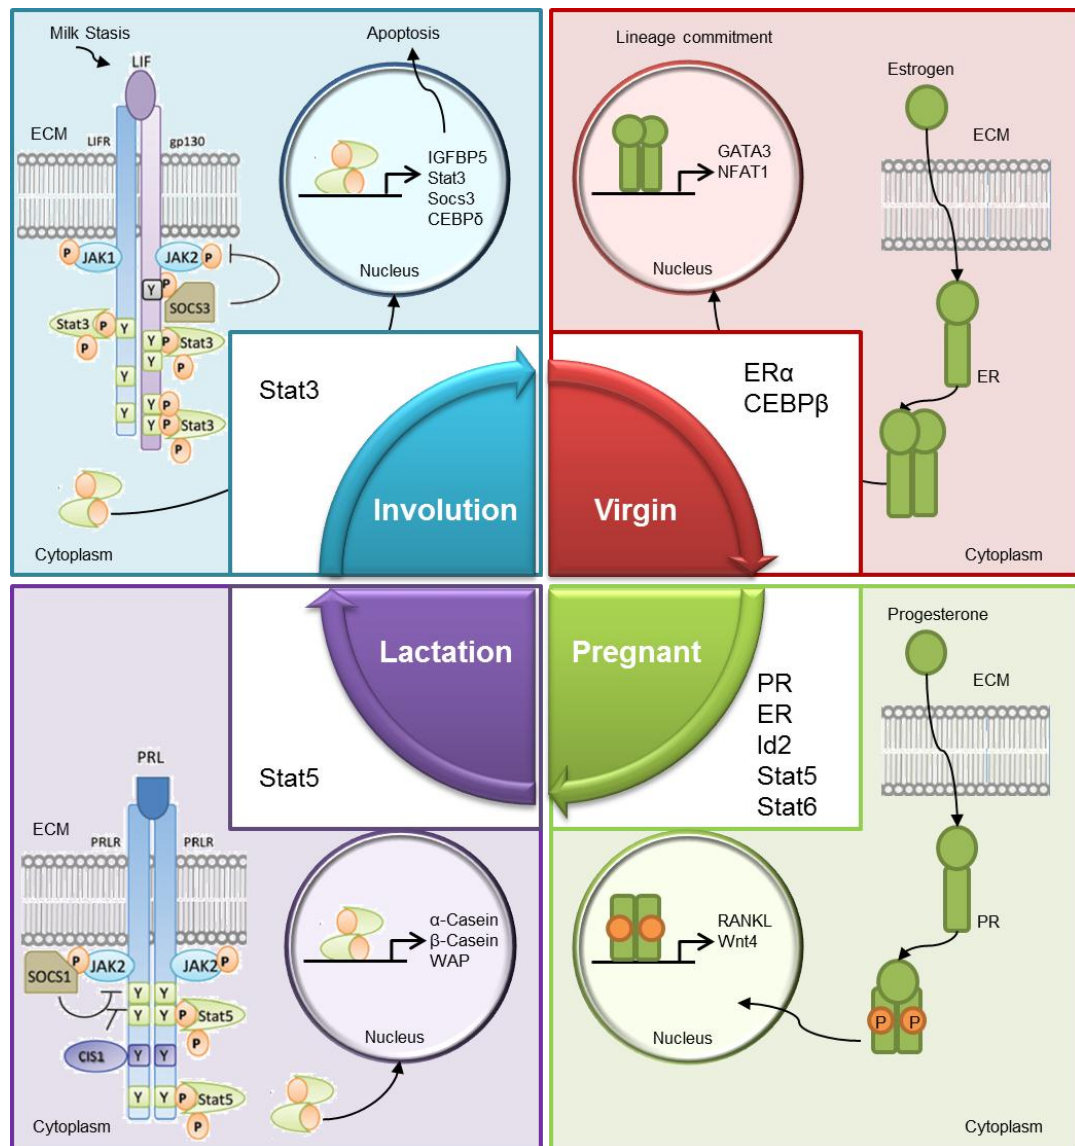 Milk Stasis
LIF
Apoptosis
ECM
LIFR
gp130
IGFBP5
Stat3
Socs3
CEBPδ
P
JAK1
JAK2
P
Y
P
SOCS3
Nucleus
Stat3
P
Y
P
Y
P
Stat3
Y
P
Y
Y
P
Y
Y
P
Stat3
P
Cytoplasm
Stat3
Involution
Lineage commitment
Estrogen
ECM
GATA3
NFAT1
Nucleus
ER
ERα
CEBPβ
Virgin
Cytoplasm
Lactation
Stat5
PRL
ECM
PRLR
PRLR
α-Casein
β-Casein
WAP
SOCS1
P
JAK2
JAK2
P
Y
Y
Y
Y
P
Stat5
P
CIS1
Y
Y
Nucleus
Y
Y
P
Stat5
P
Cytoplasm
Pregnant
PR
ER
Id2
Stat5
Stat6
Progesterone
ECM
RANKL
Wnt4
PR
P
P
Nucleus
Cytoplasm